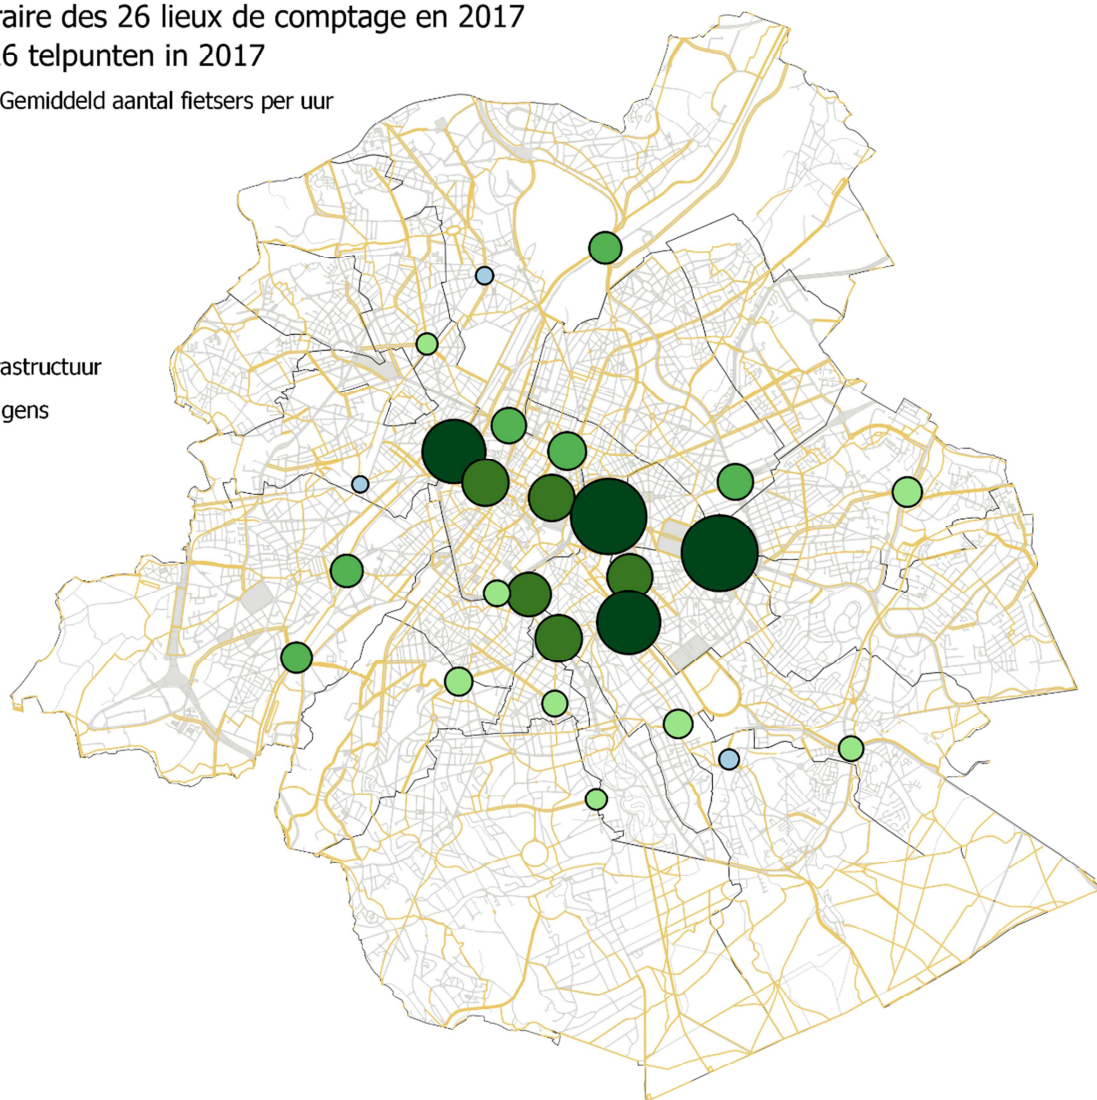 raire des 26 lieux de comptage en 2017
6 telpunten in 2017
Gemiddeld aantal fietsers per uur
astructuur
gens